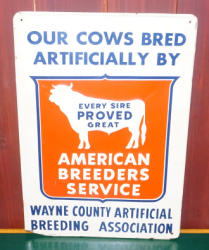 OUR COWS BRED
ARTIFICIALLY BY
EVERY SIRE
PROVED
GREAT
AMERICAN
BREEDERS
SERVICE
WAYNE COUNTY ARTIFICIAL
BREEDING ASSOCIATION